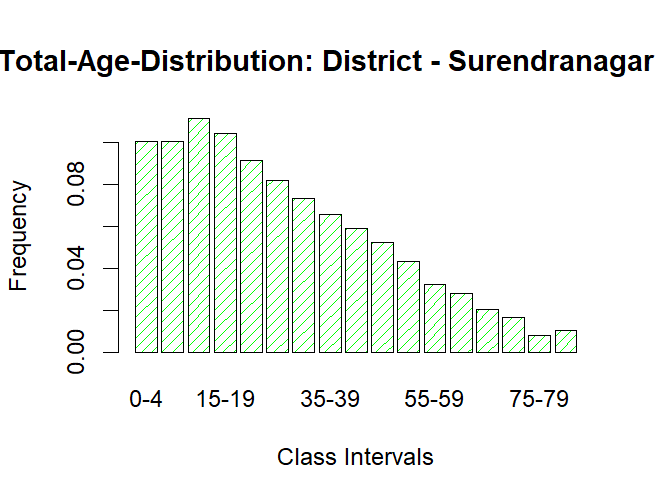 Total-Age-Distribution: District - Surendranagar
Frequency
0.08
0.04
0.00
0-4 15-19 35-39 55-59 75-79
Class Intervals